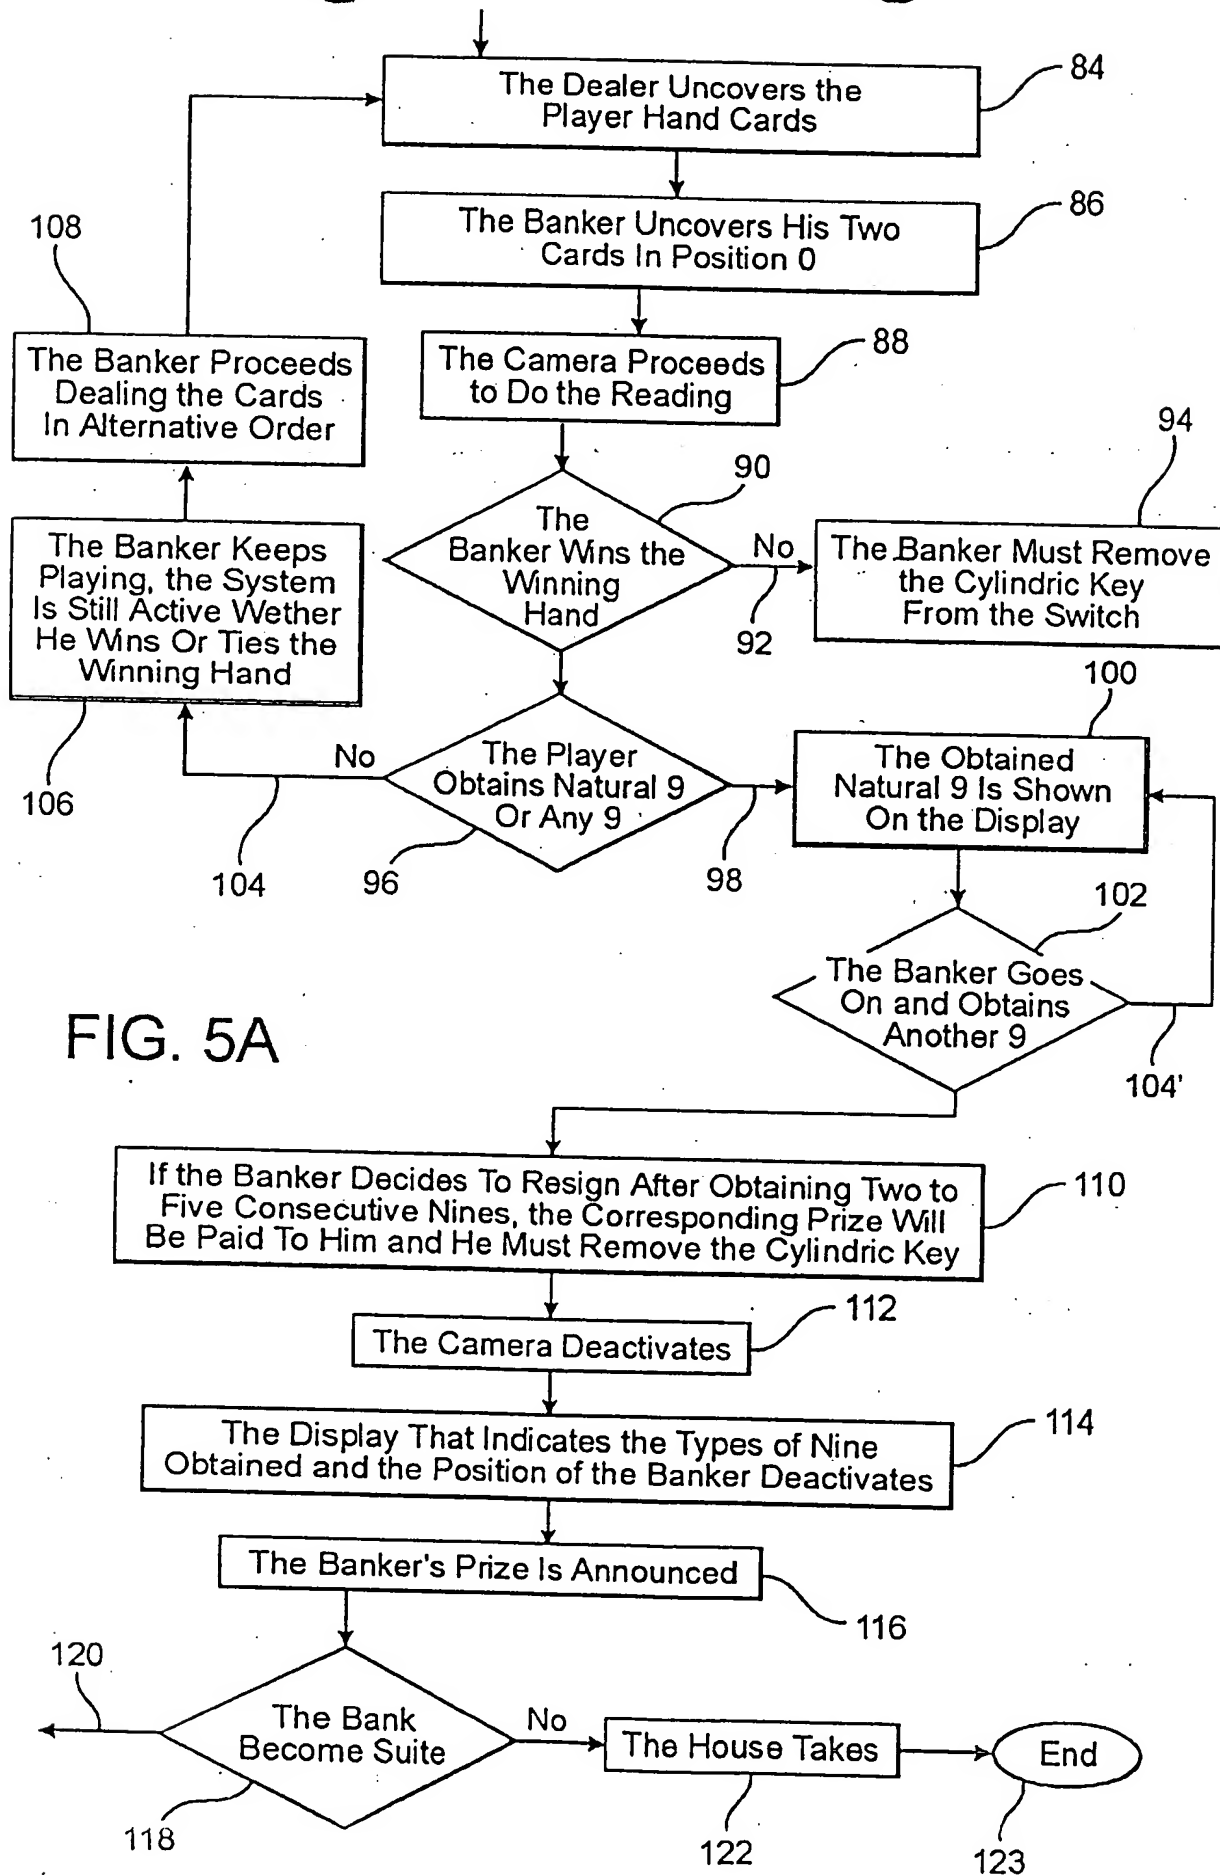 The Dealer Uncovers the
Player Hand Cards
84
The Banker Uncovers His Two
Cards In Position 0
86
108
The Banker Proceeds
Dealing the Cards
In Alternative Order
The Camera Proceeds
to Do the Reading
88
94
90
The
Banker Wins the
Winning
Hand
No
92
The Banker Must Remove
the Cylindric Key
From the Switch
The Banker Keeps
Playing, the System
Is Still Active Wether
He Wins Or Ties the
Winning Hand
106
100
No
104
The Player
Obtains Natural 9
Or Any 9
96
98
The Obtained
Natural 9 Is Shown
On the Display
102
The Banker Goes
On and Obtains
Another 9
104'
FIG. 5A
If the Banker Decides To Resign After Obtaining Two to
Five Consecutive Nines, the Corresponding Prize Will
Be Paid To Him and He Must Remove the Cylindric Key
110
112
The Camera Deactivates
The Display That Indicates the Types of Nine
Obtained and the Position of the Banker Deactivates
114
The Banker's Prize Is Announced
116
120
The Bank
Become Suite
118
No
The House Takes
122
End
123